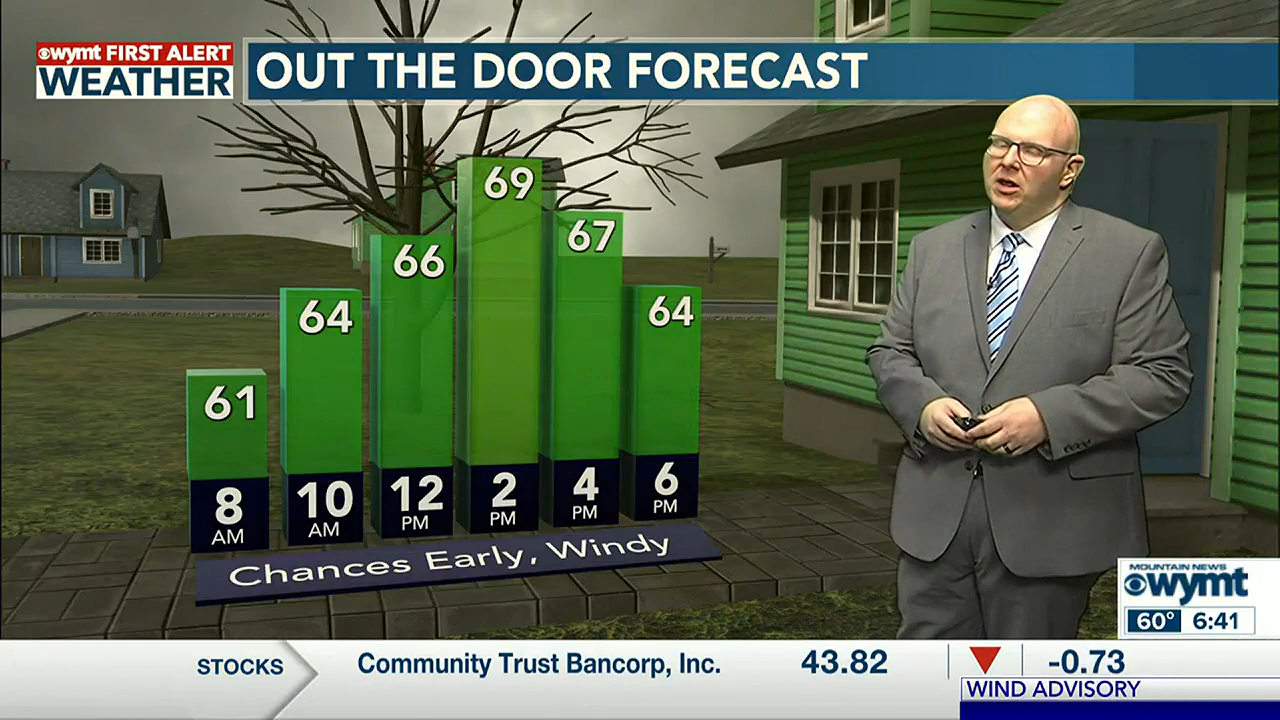 wymt FIRST ALERT
WEATHER
OUT THE DOOR FORECAST
61
64
66
69
67
64
8
AM
10
AM
12
PM
2
PM
4
PM
6
PM
Chances Early, Windy
MOUNTAIN NEWS
wymt
60° 6:41
STOCKS Community Trust Bancorp, Inc. 43.82 -0.73
WIND ADVISORY